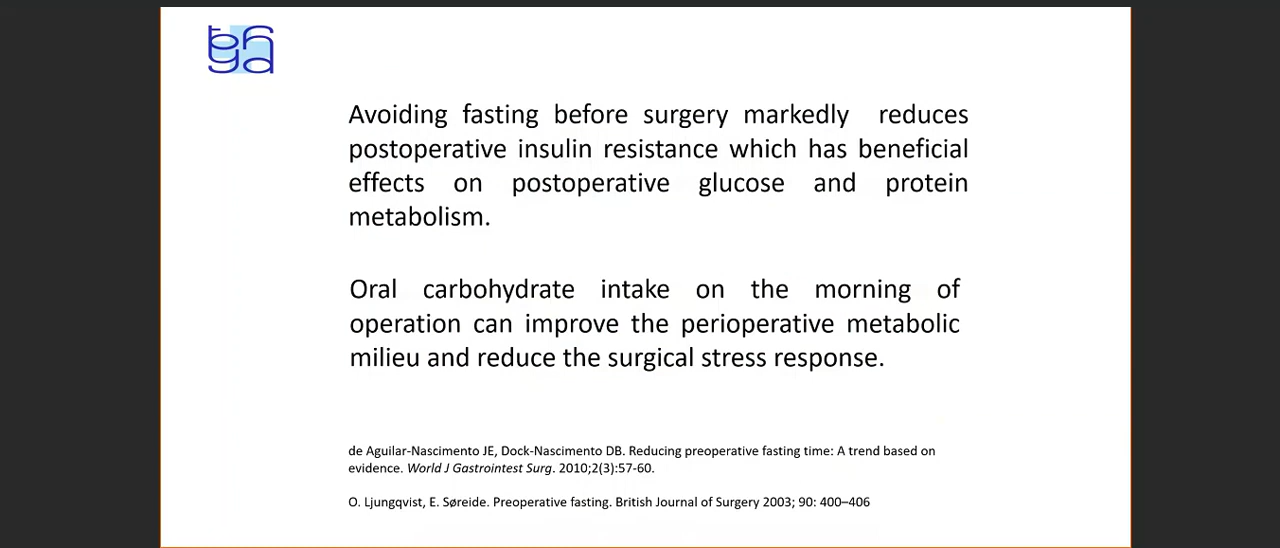 Avoiding fasting before surgery markedly reduces
postoperative insulin resistance which has beneficial
effects on postoperative glucose and protein
metabolism.
Oral carbohydrate intake on the morning of
operation can improve the perioperative metabolic
milieu and reduce the surgical stress response.
de Aguilar-Nascimento JE, Dock-Nascimento DB. Reducing preoperative fasting time: A trend based on
evidence. World J Gastrointest Surg. 2010;2(3):57-60.
O. Ljungqvist, E. Søreide. Preoperative fasting. British Journal of Surgery 2003; 90: 400–406